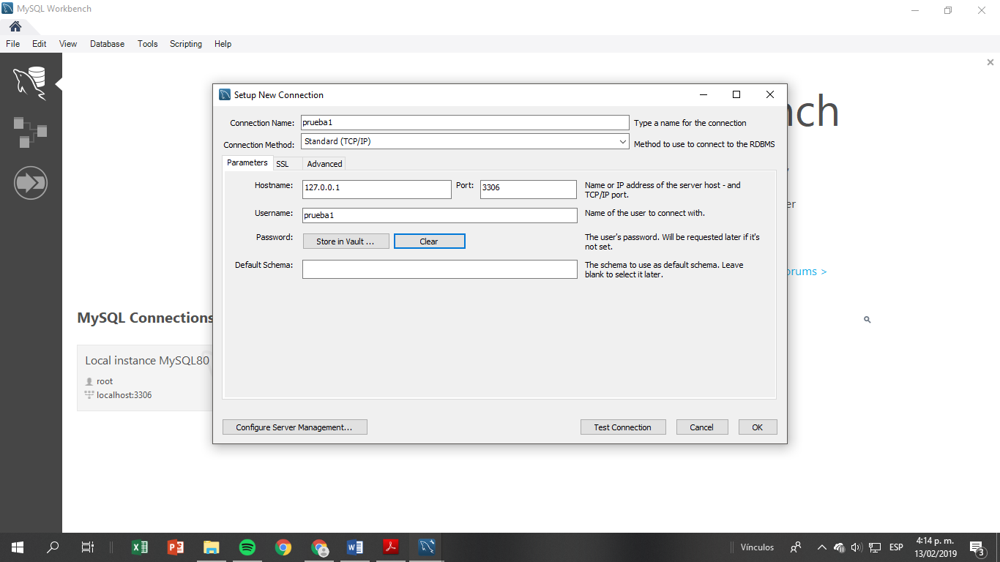 MySQL Workbench
File Edit View Database Tools Scripting Help
nch
Setup New Connection
Connection Name: prueba1 Type a name for the connection
Connection Method: Standard (TCP/IP) Method to use to connect to the RDBMS
Parameters SSL Advanced
Hostname: 127.0.0.1 Port: 3306 Name or IP address of the server host - and
TCP/IP port.
er
Username: prueba1 Name of the user to connect with.
Password: Store in Vault ... Clear The user's password. Will be requested later if it's
not set.
Default Schema: The schema to use as default schema. Leave
blank to select it later.
orums >
MySQL Connections
Local instance MySQL80
root
localhost:3306
Configure Server Management... Test Connection Cancel OK
Vínculos ESP 4:14 p. m.
13/02/2019
3